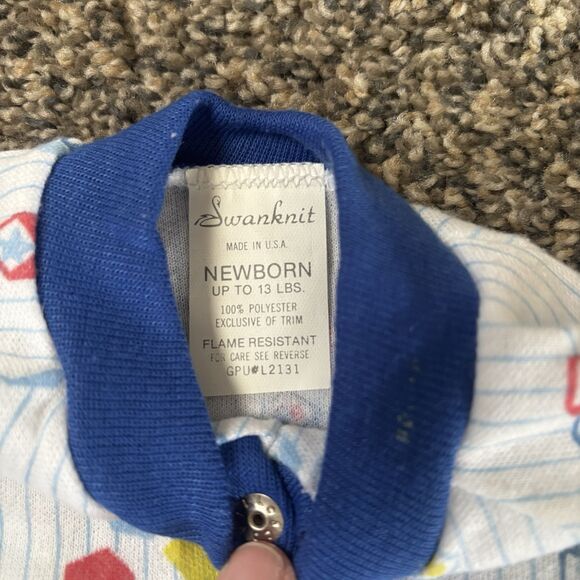 Swanknit
MADE IN U.S.A.
NEWBORN
UP TO 13 LBS.
100% POLYESTER
EXCLUSIVE OF TRIM
FLAME RESISTANT
FOR CARE SEE REVERSE
GPU#L2131